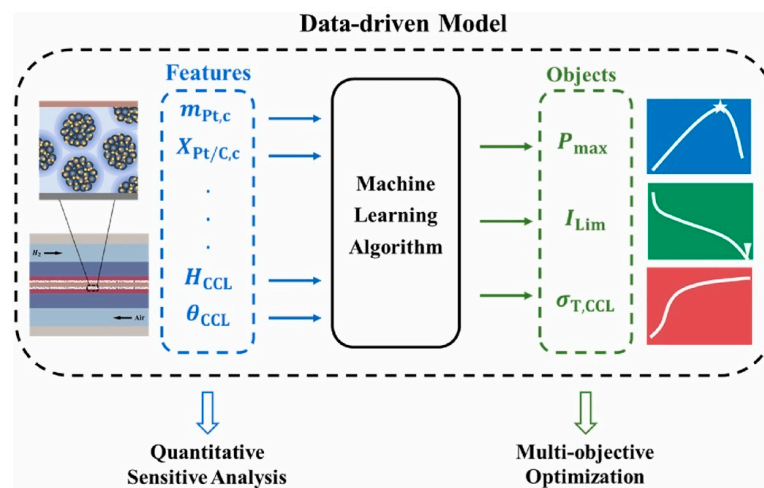 Data-driven Model
Features
Objects
m_Pt,c
X_Pt/C,c
.
.
.
H_CCL
θ_CCL
Machine
Learning
Algorithm
P_max
I_Lim
σ_T,CCL
H₂
Air
Quantitative
Sensitive Analysis
Multi-objective
Optimization